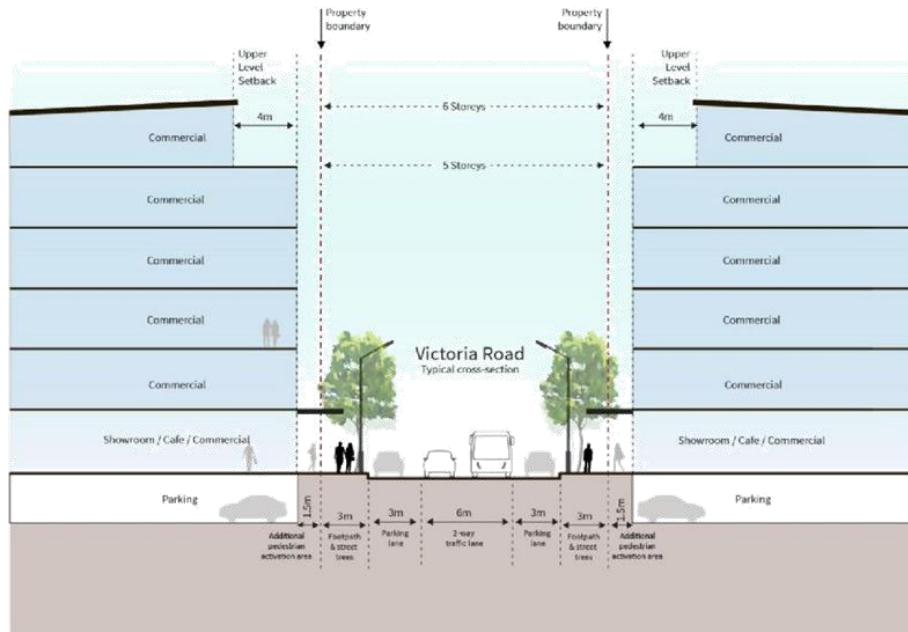 Property
boundary
Property
boundary
Upper
Level
Setback
Upper
Level
Setback
6 Storeys
4m
4m
Commercial
Commercial
5 Storeys
Commercial
Commercial
Commercial
Commercial
Commercial
Commercial
Victoria Road
Typical cross-section
Commercial
Commercial
Showroom / Cafe / Commercial
Showroom / Cafe / Commercial
Parking
Parking
1.5m
3m
3m
6m
3m
3m
1.5m
Additional
pedestrian
activation area
Footpath
& street
trees
Parking
lane
2-way
traffic lane
Parking
lane
Footpath
& street
trees
Additional
pedestrian
activation area